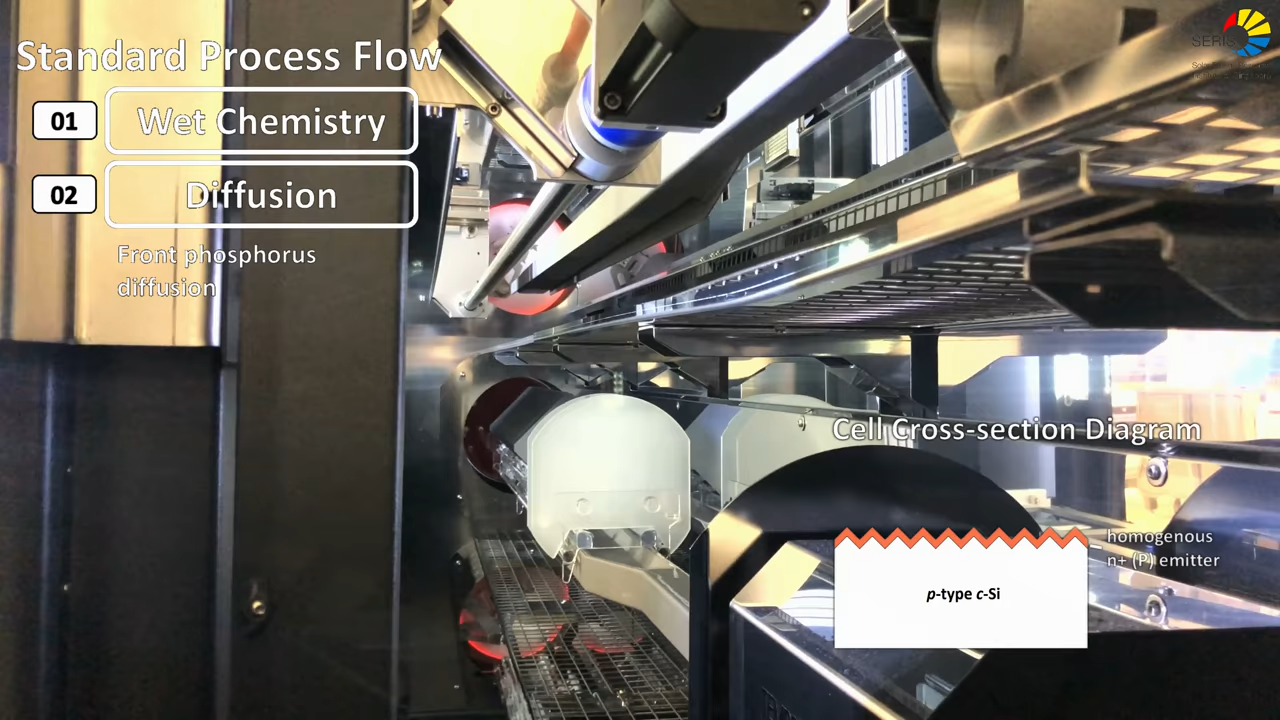 Standard Process Flow
01
Wet Chemistry
02
Diffusion
Front phosphorus
diffusion
SERIS
Cell Cross-section Diagram
homogenous
n+ (P) emitter
p-type c-Si